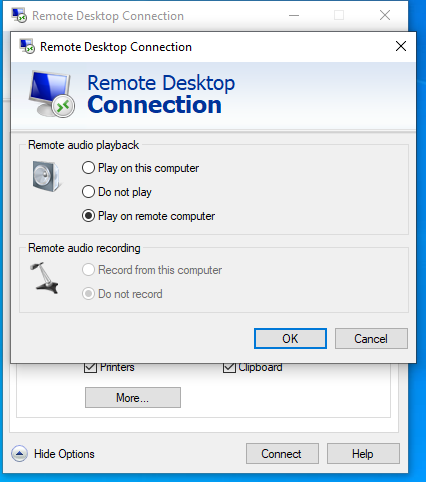 Remote Desktop Connection
Remote Desktop Connection
Remote Desktop
Connection
Remote audio playback
Play on this computer
Do not play
Play on remote computer
Remote audio recording
Record from this computer
Do not record
OK Cancel
Printers Clipboard
More...
Hide Options Connect Help